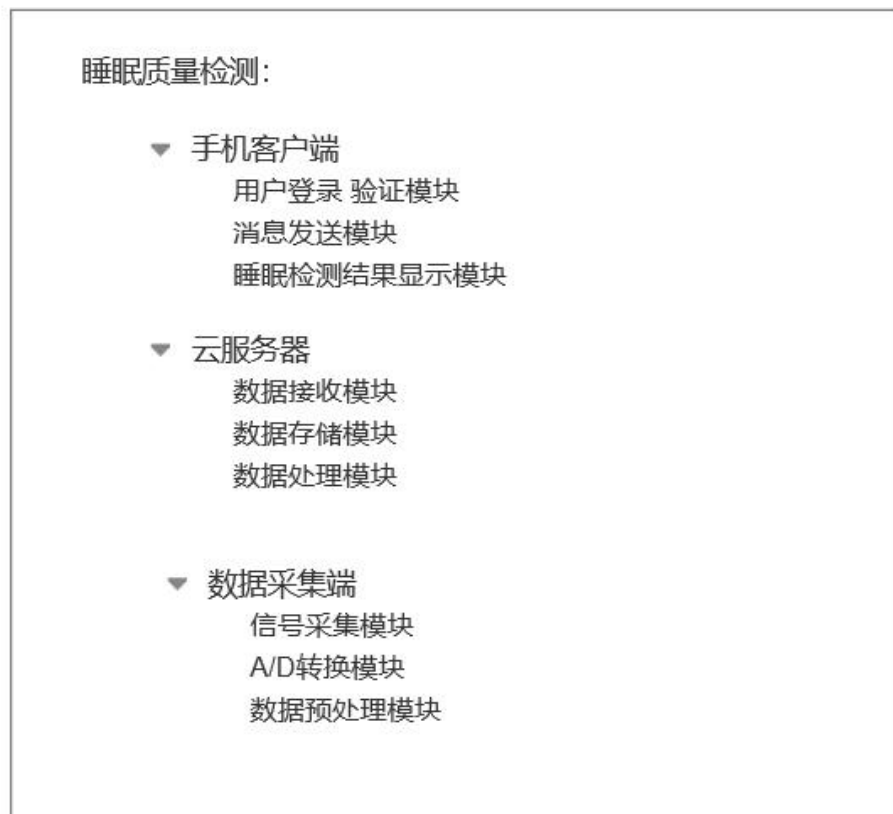 睡眠质量检测：
手机客户端
用户登录 验证模块
消息发送模块
睡眠检测结果显示模块
云服务器
数据接收模块
数据存储模块
数据处理模块
数据采集端
信号采集模块
A/D转换模块
数据预处理模块